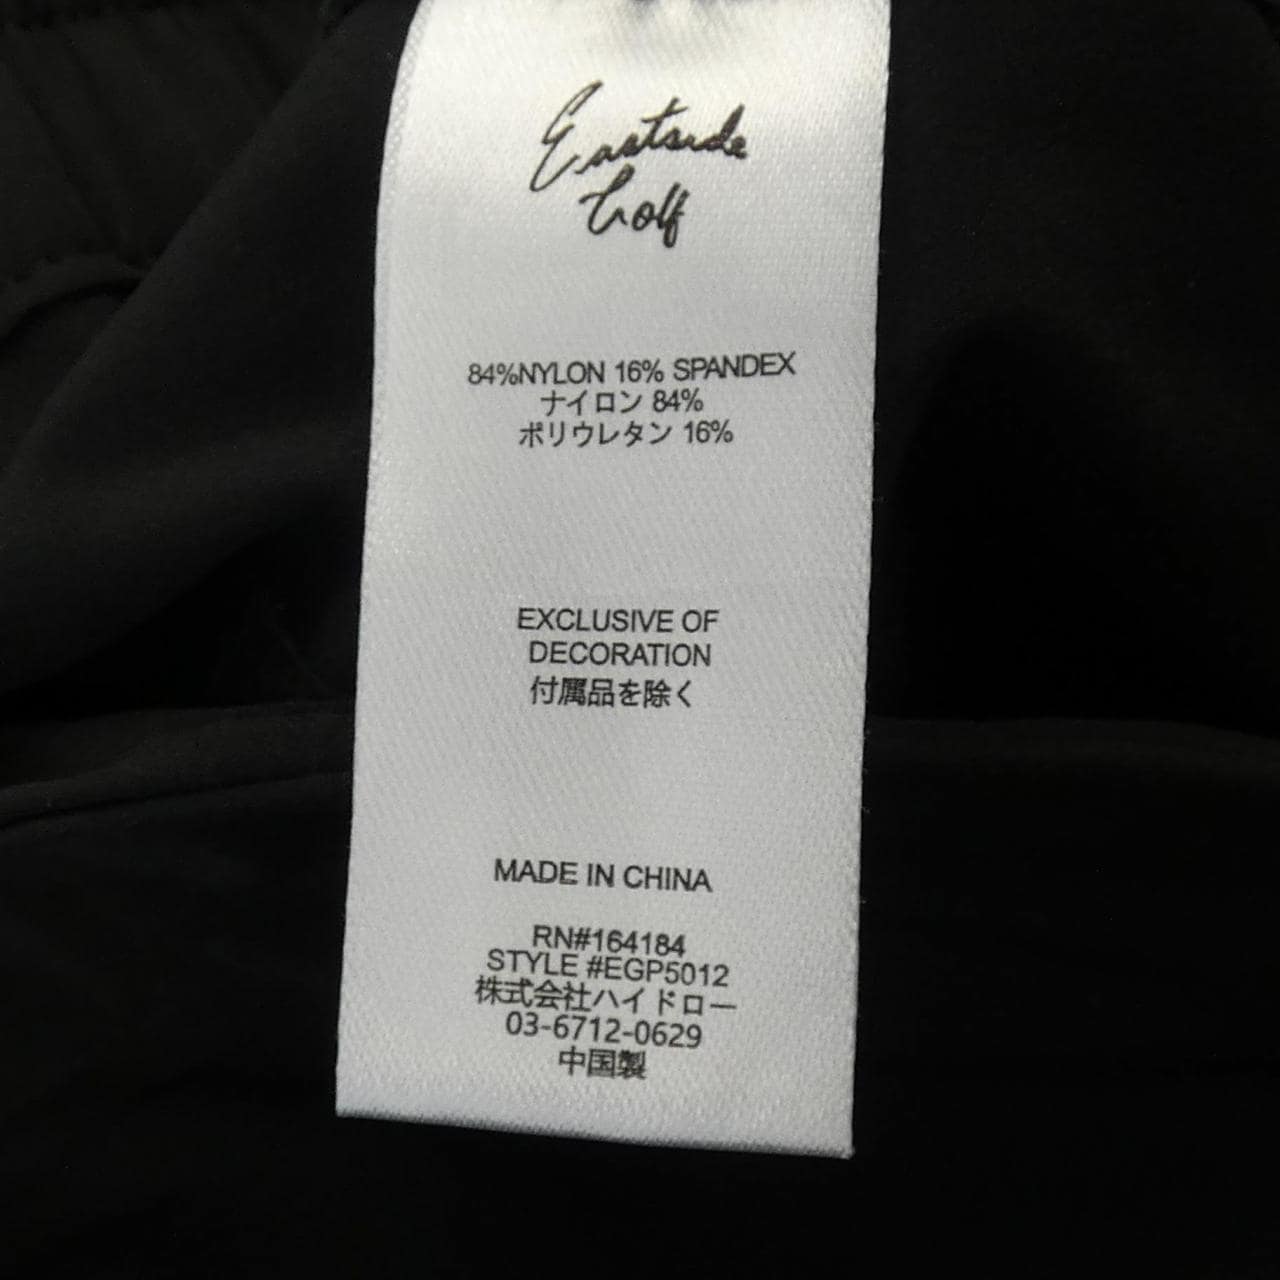 Eastside
Golf
84%NYLON 16% SPANDEX
ナイロン 84%
ポリウレタン 16%
EXCLUSIVE OF
DECORATION
付属品を除く
MADE IN CHINA
RN#164184
STYLE #EGP5012
株式会社ハイドロー
03-6712-0629
中国製